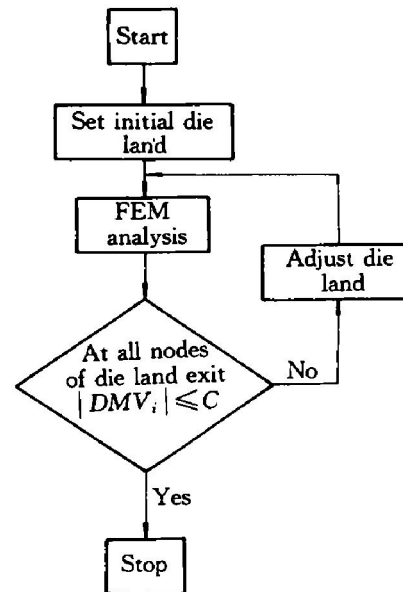 Start
Set initial die
land
FEM
analysis
Adjust die
land
At all nodes
of die land exit
|DMV_i| ⩽ C
No
Yes
Stop